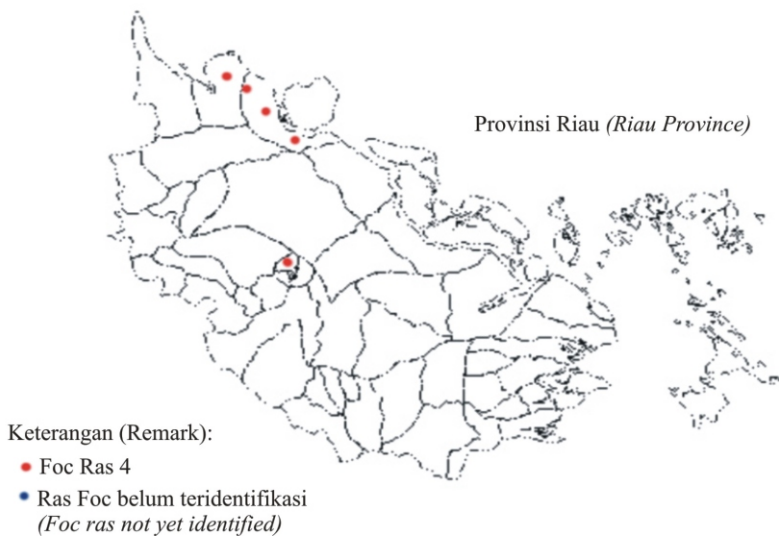 Provinsi Riau (Riau Province)
Keterangan (Remark):
Foc Ras 4
Ras Foc belum teridentifikasi
(Foc ras not yet identified)